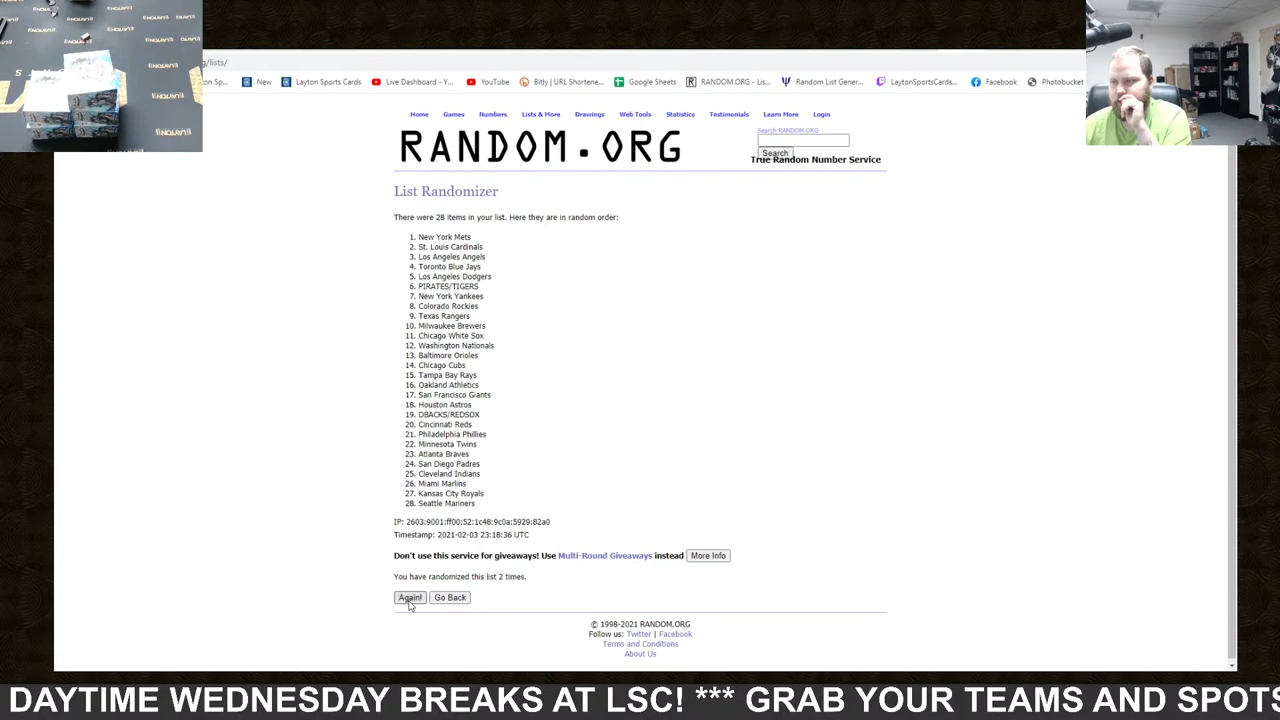 g/lists/
on Sp...
New
Layton Sports Cards
Live Dashboard - Y...
YouTube
Bitly | URL Shortene...
Google Sheets
RANDOM.ORG - Lis...
Random List Gener...
LaytonSportsCards...
Facebook
Photobucket
Home
Games
Numbers
Lists & More
Drawings
Web Tools
Statistics
Testimonials
Learn More
Login
RANDOM.ORG
Search RANDOM.ORG
Search
True Random Number Service
List Randomizer
There were 28 items in your list. Here they are in random order:
1. New York Mets
2. St. Louis Cardinals
3. Los Angeles Angels
4. Toronto Blue Jays
5. Los Angeles Dodgers
6. PIRATES/TIGERS
7. New York Yankees
8. Colorado Rockies
9. Texas Rangers
10. Milwaukee Brewers
11. Chicago White Sox
12. Washington Nationals
13. Baltimore Orioles
14. Chicago Cubs
15. Tampa Bay Rays
16. Oakland Athletics
17. San Francisco Giants
18. Houston Astros
19. DBACKS/REDSOX
20. Cincinnati Reds
21. Philadelphia Phillies
22. Minnesota Twins
23. Atlanta Braves
24. San Diego Padres
25. Cleveland Indians
26. Miami Marlins
27. Kansas City Royals
28. Seattle Mariners
IP: 2603:9001:ff00:52:1c48:9c0a:5929:82a0
Timestamp: 2021-02-03 23:18:36 UTC
Don't use this service for giveaways! Use Multi-Round Giveaways instead More Info
You have randomized this list 2 times.
Again! Go Back
© 1998-2021 RANDOM.ORG
Follow us: Twitter | Facebook
Terms and Conditions
About Us
DAYTIME WEDNESDAY BREAKS AT LSC! *** GRAB YOUR TEAMS AND SPOTS